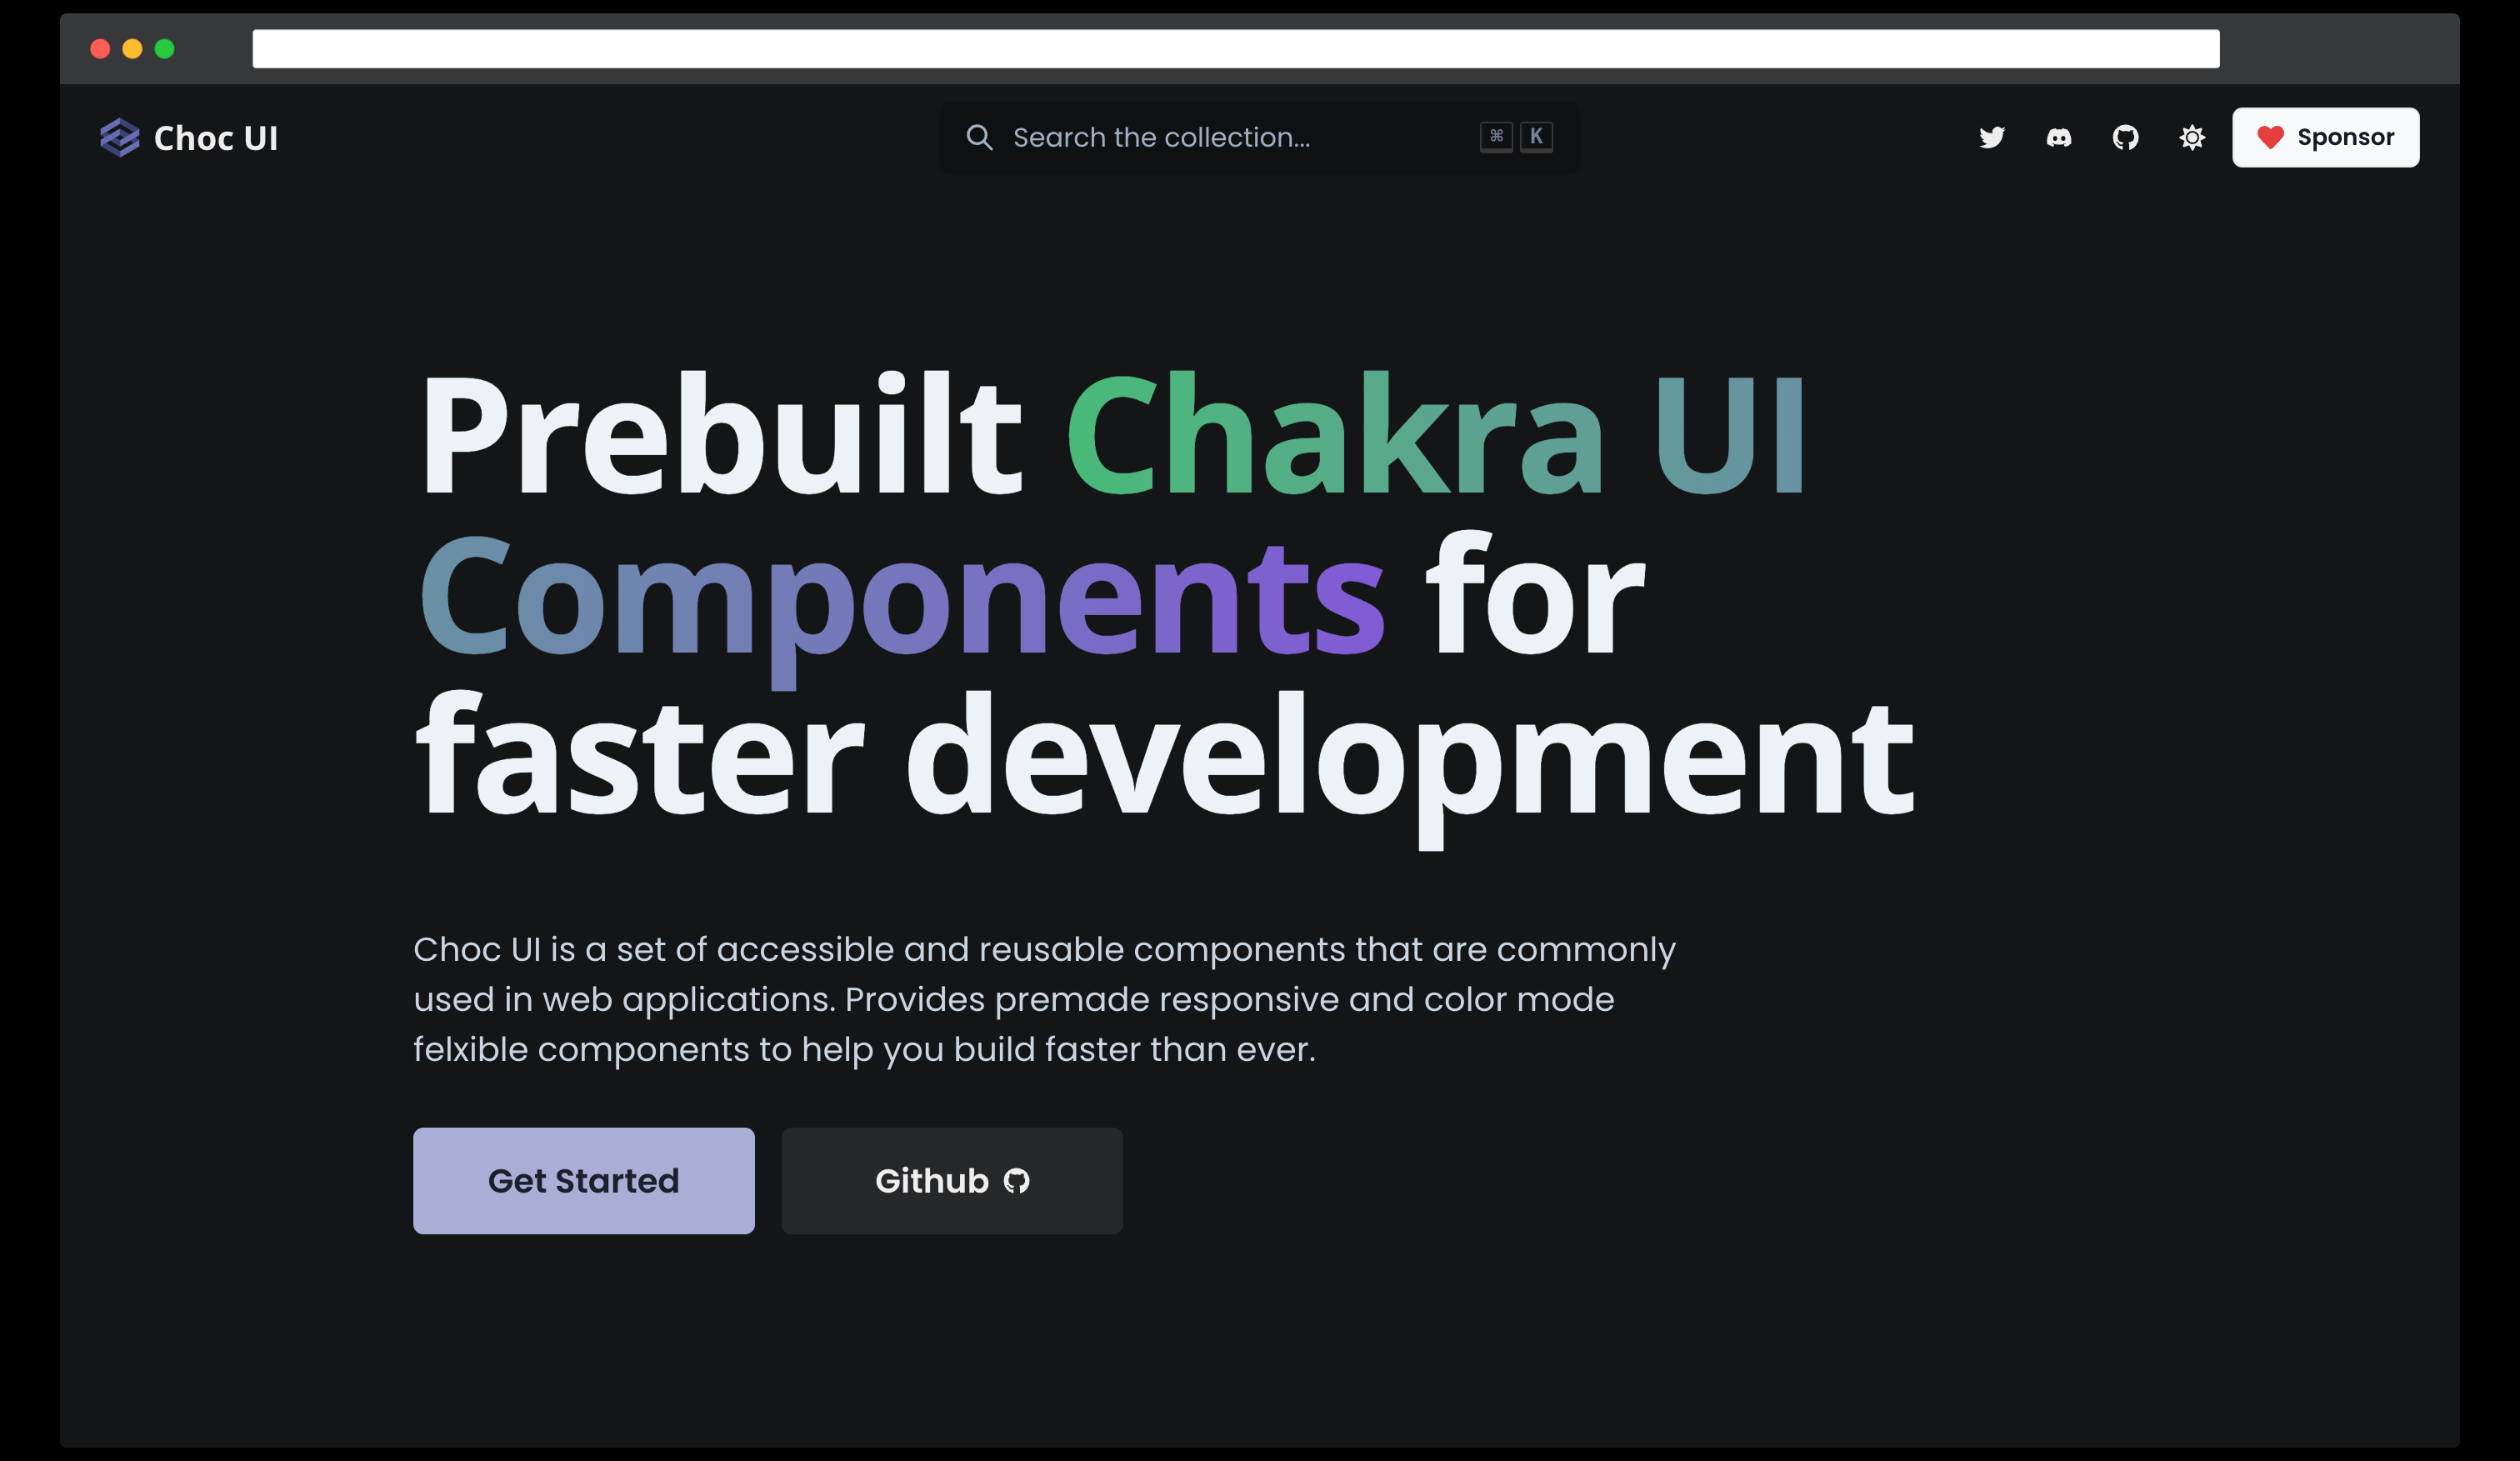 Choc UI
Search the collection...
⌘ K
Sponsor
Prebuilt Chakra UI
Components for
faster development
Choc UI is a set of accessible and reusable components that are commonly
used in web applications. Provides premade responsive and color mode
felxible components to help you build faster than ever.
Get Started
Github